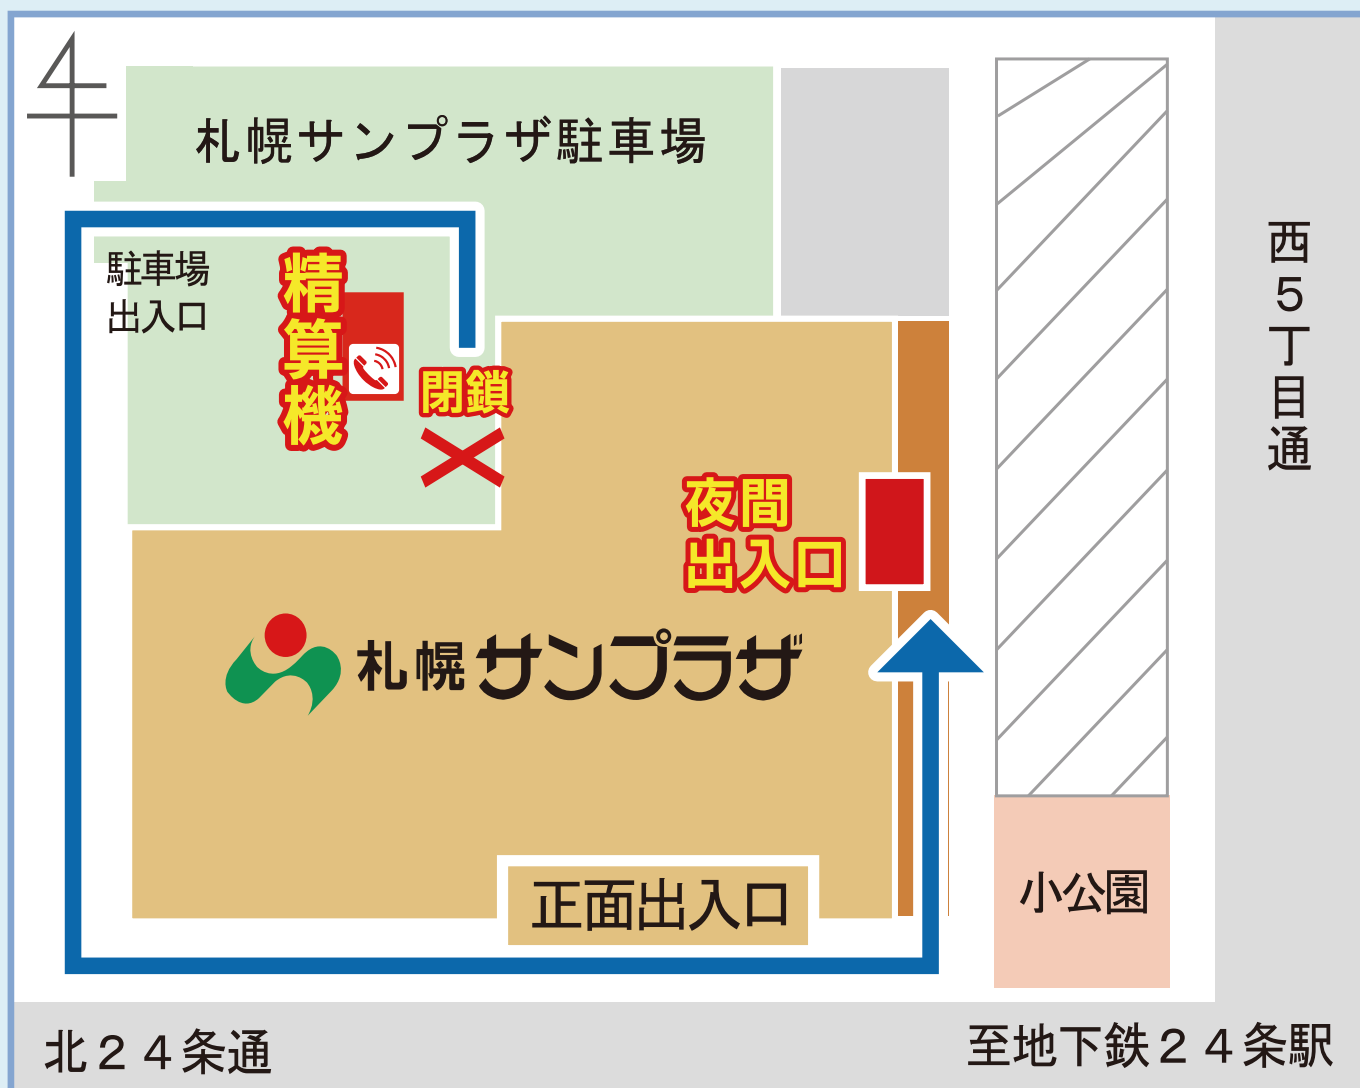 札幌サンプラザ駐車場
駐車場
出入口
精算機
閉鎖
夜間
出入口
札幌サンプラザ
正面出入口
小公園
西5丁目通
北24条通
至地下鉄24条駅